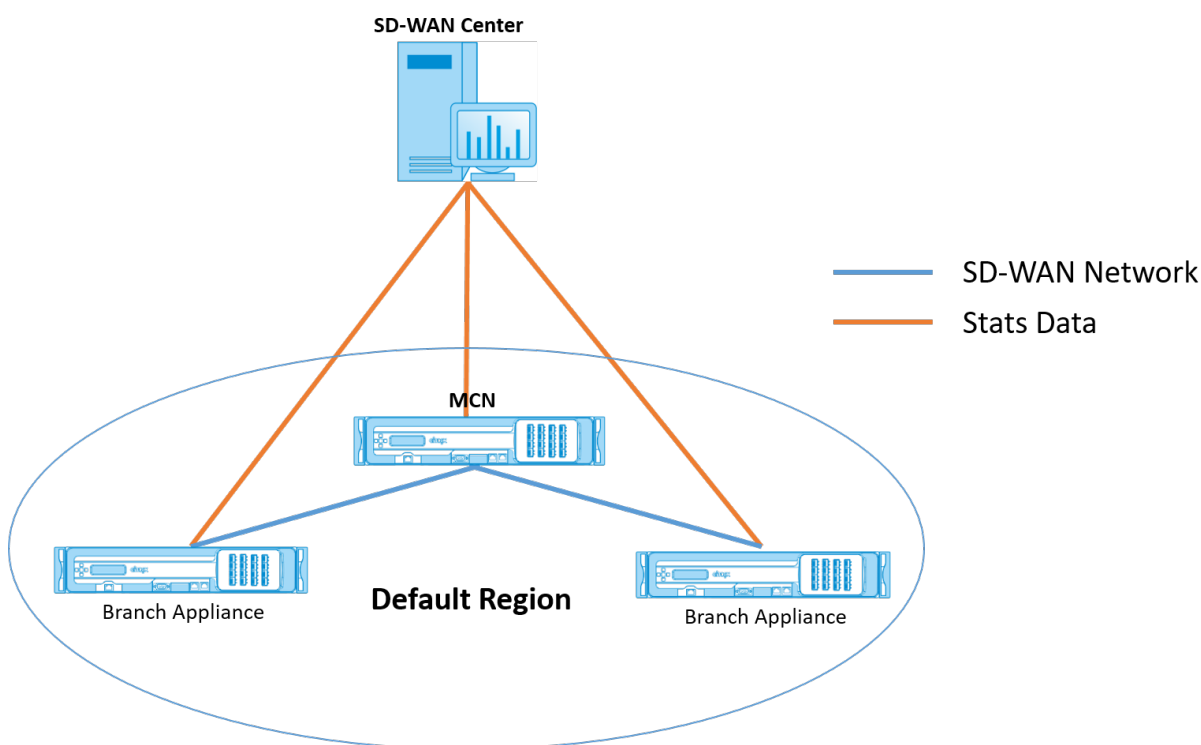 SD-WAN Center
SD-WAN Network
Stats Data
MCN
Branch Appliance
Default Region
Branch Appliance